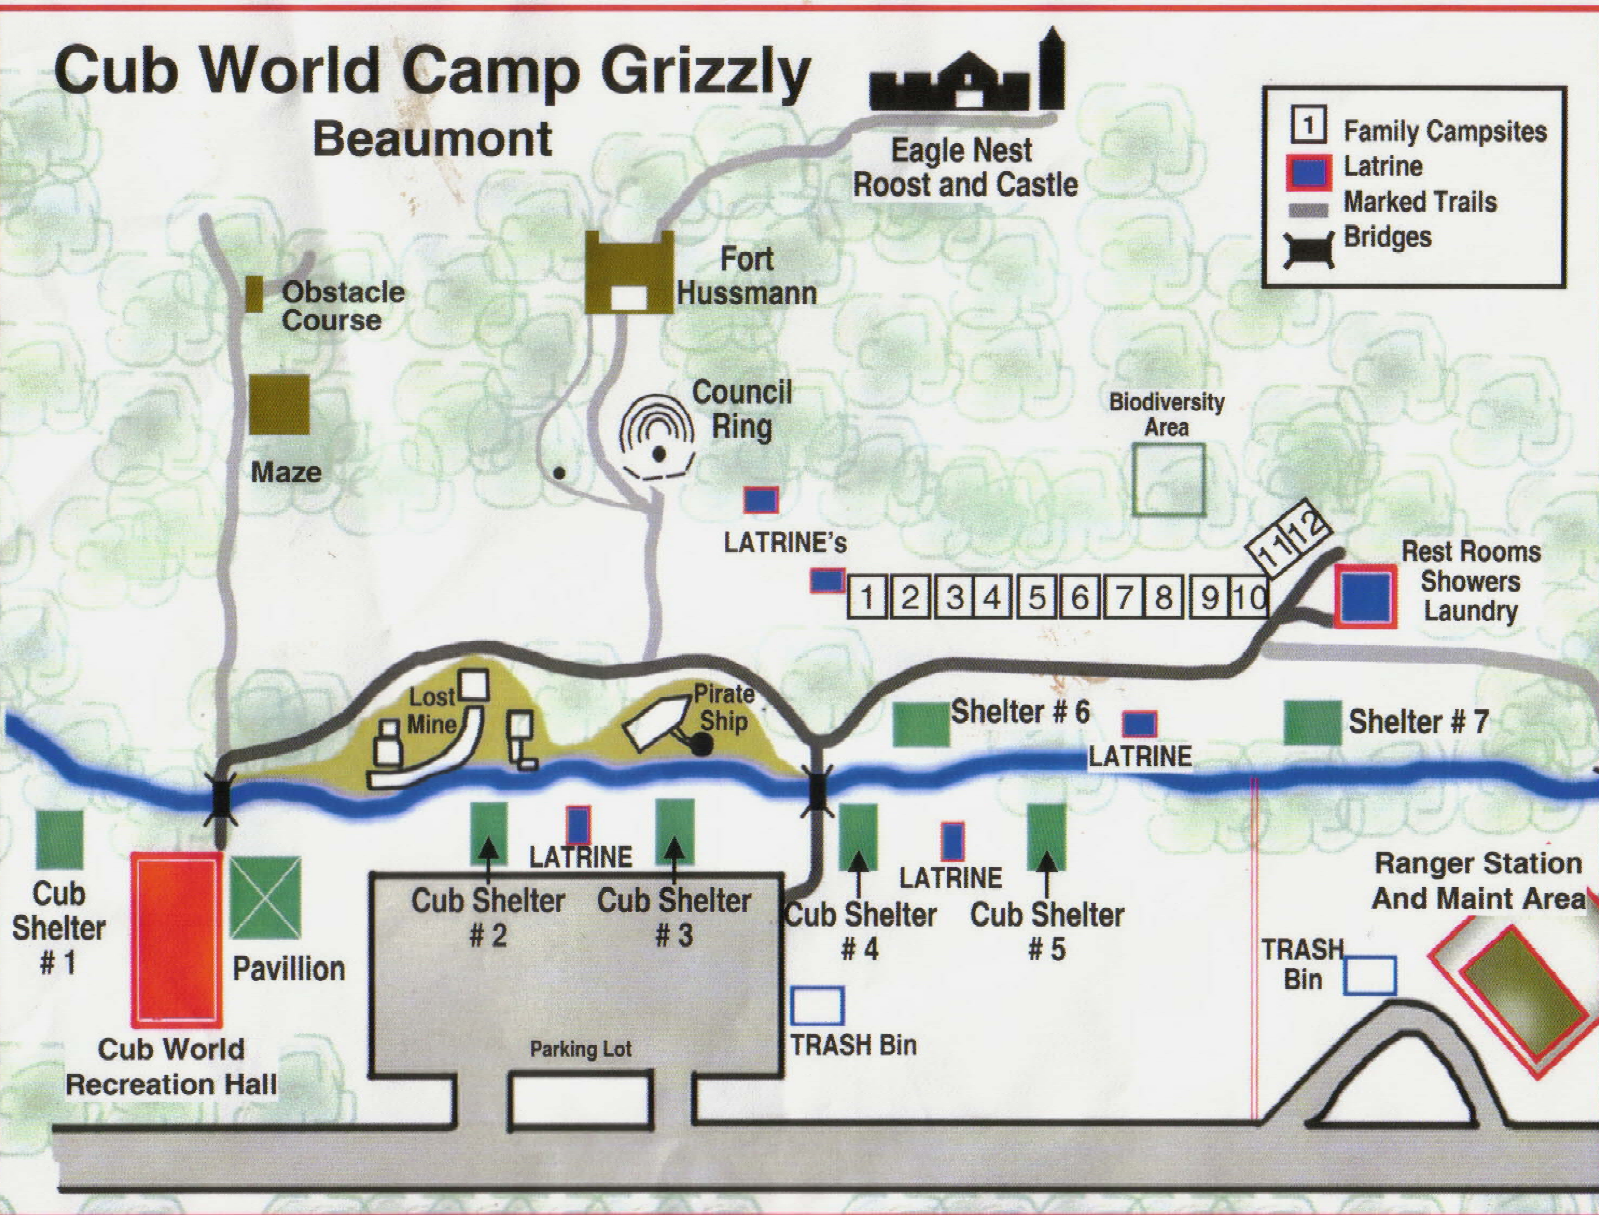 Cub World Camp Grizzly
Beaumont
Eagle Nest
Roost and Castle
1 Family Campsites
Latrine
Marked Trails
Bridges
Fort
Hussmann
Obstacle
Course
Maze
Council
Ring
Biodiversity
Area
LATRINE's
1 2 3 4 5 6 7 8 9 10
11 12
Rest Rooms
Showers
Laundry
Lost
Mine
Pirate
Ship
Shelter # 6
LATRINE
Shelter # 7
Cub
Shelter
# 1
Pavillion
Cub World
Recreation Hall
LATRINE
Cub Shelter
# 2
Cub Shelter
# 3
LATRINE
Cub Shelter
# 4
Cub Shelter
# 5
Parking Lot
TRASH Bin
Ranger Station
And Maint Area
TRASH
Bin